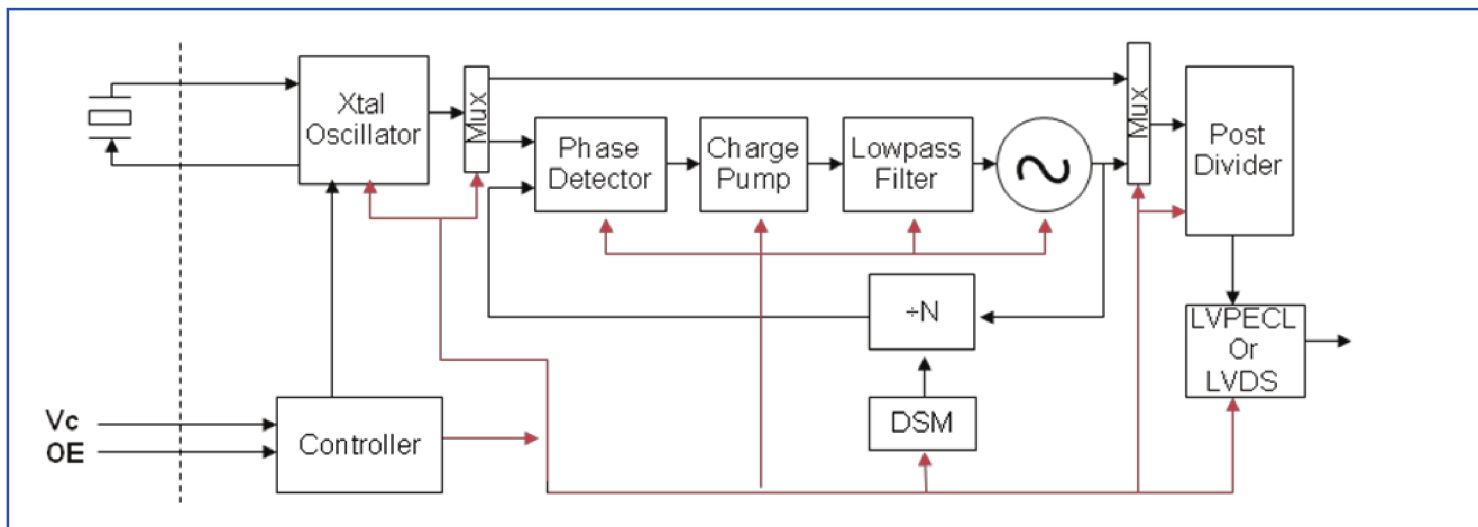 Xtal
Oscillator
Mux
Phase
Detector
Charge
Pump
Lowpass
Filter
Mux
Post
Divider
÷N
LVPECL
Or
LVDS
DSM
Vc
OE
Controller